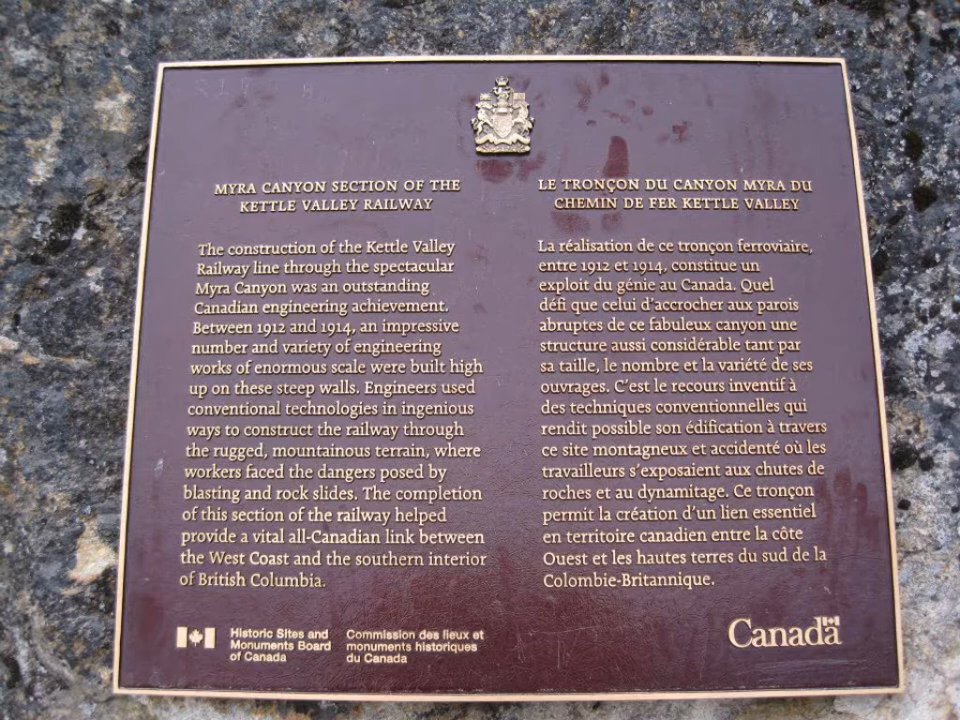 MYRA CANYON SECTION OF THE
KETTLE VALLEY RAILWAY
The construction of the Kettle Valley
Railway line through the spectacular
Myra Canyon was an outstanding
Canadian engineering achievement.
Between 1912 and 1914, an impressive
number and variety of engineering
works of enormous scale were built high
up on these steep walls. Engineers used
conventional technologies in ingenious
ways to construct the railway through
the rugged, mountainous terrain, where
workers faced the dangers posed by
blasting and rock slides. The completion
of this section of the railway helped
provide a vital all-Canadian link between
the West Coast and the southern interior
of British Columbia.
LE TRONÇON DU CANYON MYRA DU
CHEMIN DE FER KETTLE VALLEY
La réalisation de ce tronçon ferroviaire,
entre 1912 et 1914, constitue un
exploit du génie au Canada. Quel
défi que celui d'accrocher aux parois
abruptes de ce fabuleux canyon une
structure aussi considérable tant par
sa taille, le nombre et la variété de ses
ouvrages. C'est le recours inventif à
des techniques conventionnelles qui
rendit possible son édification à travers
ce site montagneux et accidenté où les
travailleurs s'exposaient aux chutes de
roches et au dynamitage. Ce tronçon
permit la création d'un lien essentiel
en territoire canadien entre la côte
Ouest et les hautes terres du sud de la
Colombie-Britannique.
Historic Sites and
Monuments Board
of Canada
Commission des lieux et
monuments historiques
du Canada
Canada